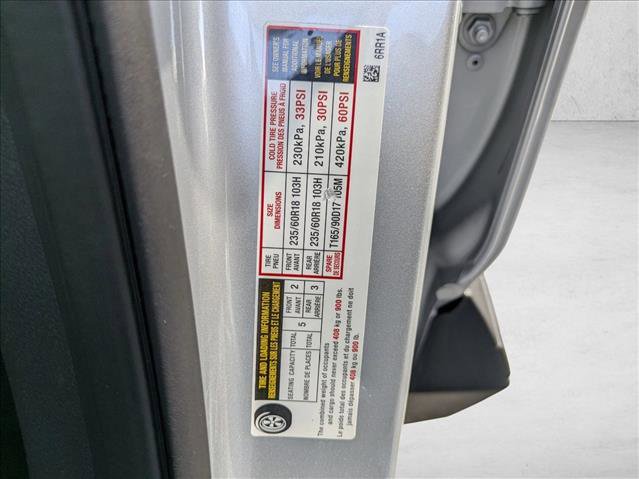 TIRE AND LOADING INFORMATION
RENSEIGNEMENTS SUR LES PNEUS ET LE CHARGEMENT
SEATING CAPACITY TOTAL 5 FRONT AVANT 2 REAR ARRIÈRE 3
NOMBRE DE PLACES TOTAL
The combined weight of occupants
and cargo should never exceed 408 kg or 900 lbs.
Le poids total des occupants et du chargement ne doit
jamais dépasser 408 kg ou 900 lb.
TIRE PNEU SIZE DIMENSIONS COLD TIRE PRESSURE PRESSION DES PNEUS À FROID
FRONT AVANT 235/60R18 103H 230kPa, 33PSI
REAR ARRIÈRE 235/60R18 103H 210kPa, 30PSI
SPARE DE SECOURS T165/90D17 105M 420kPa, 60PSI
SEE OWNER'S
MANUAL FOR
ADDITIONAL
INFORMATION
VOIR LE MANUEL
DE L'USAGER
POUR PLUS DE
RENSEIGNEMENTS
6RR1A